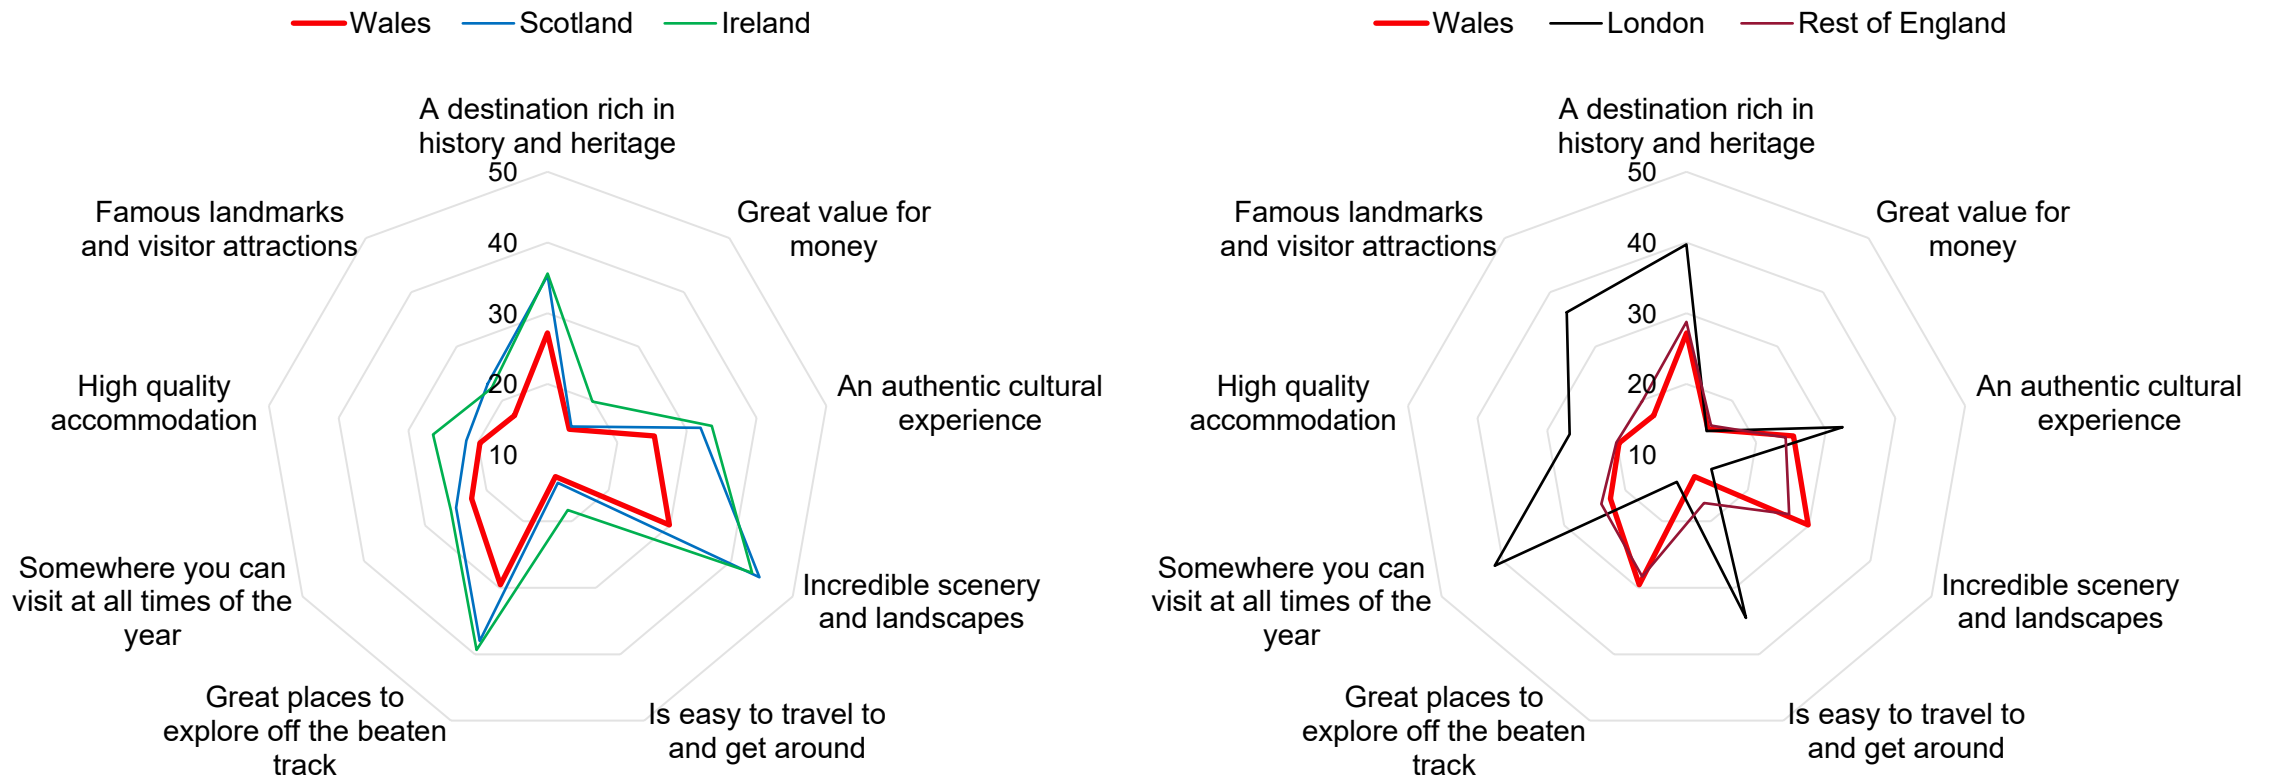 Wales Scotland Ireland
A destination rich in
history and heritage
50
40
30
20
10
Great value for
money
An authentic cultural
experience
Incredible scenery
and landscapes
Is easy to travel to
and get around
Great places to
explore off the beaten
track
Somewhere you can
visit at all times of the
year
High quality
accommodation
Famous landmarks
and visitor attractions
Wales London Rest of England
A destination rich in
history and heritage
50
40
30
20
10
Great value for
money
An authentic cultural
experience
Incredible scenery
and landscapes
Is easy to travel to
and get around
Great places to
explore off the beaten
track
Somewhere you can
visit at all times of the
year
High quality
accommodation
Famous landmarks
and visitor attractions